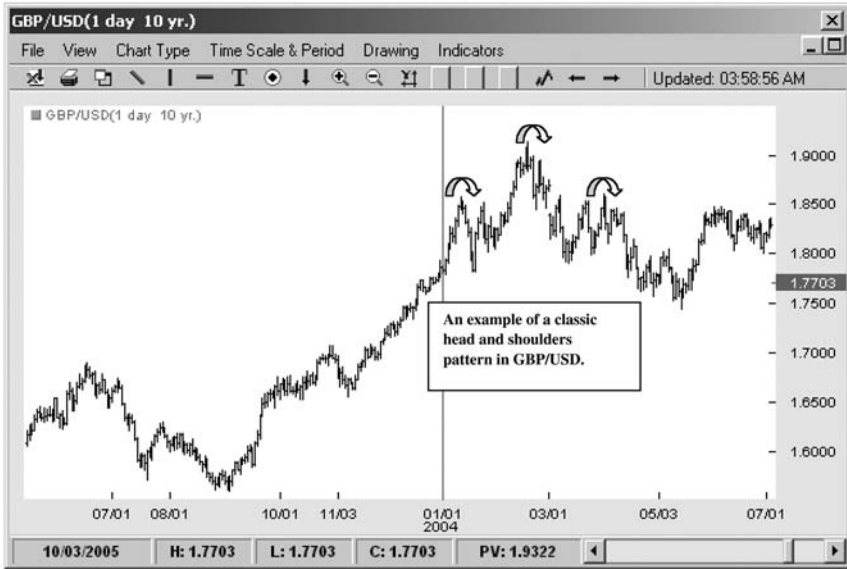 GBP/USD(1 day 10 yr.)
File View Chart Type Time Scale & Period Drawing Indicators
T Updated: 03:58:56 AM
GBP/USD(1 day 10 yr.)
1.9000
1.8500
1.8000
1.7703
1.7500
1.7000
1.6500
1.6000
An example of a classic
head and shoulders
pattern in GBP/USD.
07/01 08/01 10/01 11/03 01/01 03/01 05/03 07/01
2004
10/03/2005 H: 1.7703 L: 1.7703 C: 1.7703 PV: 1.9322